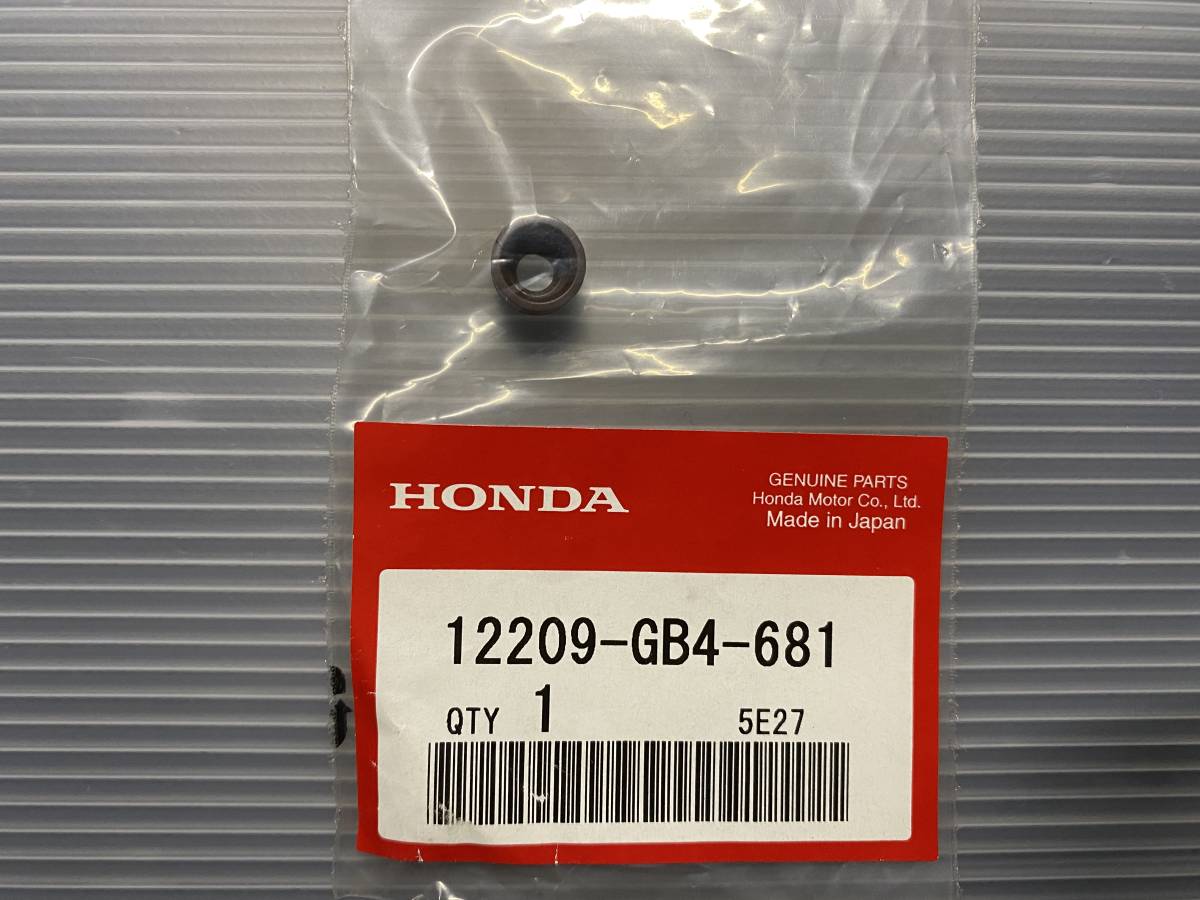 HONDA
GENUINE PARTS
Honda Motor Co., Ltd.
Made in Japan
12209-GB4-681
QTY 1 5E27